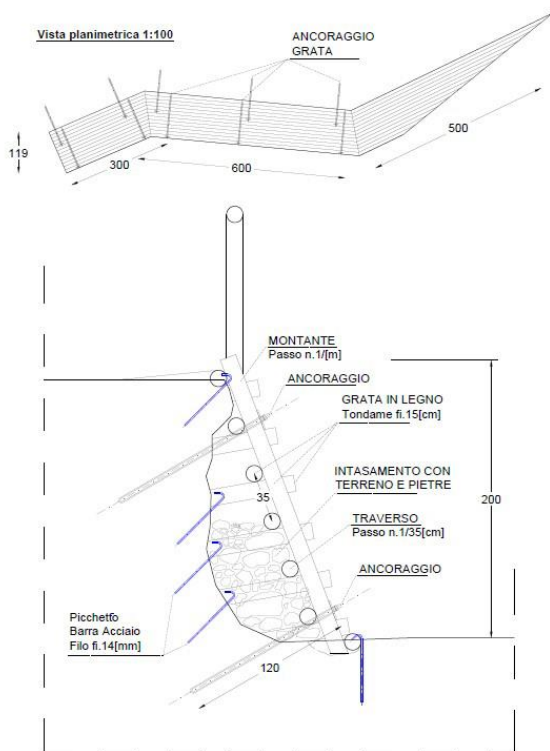 Vista planimetrica 1:100
ANCORAGGIO
GRATA
119
300
600
500
MONTANTE
Passo n.1/[m]
ANCORAGGIO
GRATA IN LEGNO
Tondame fi.15[cm]
INTASAMENTO CON
TERRENO E PIETRE
35
200
TRAVERSO
Passo n.1/35[cm]
ANCORAGGIO
Picchetto
Barra Acciaio
Filo fi.14[mm]
120